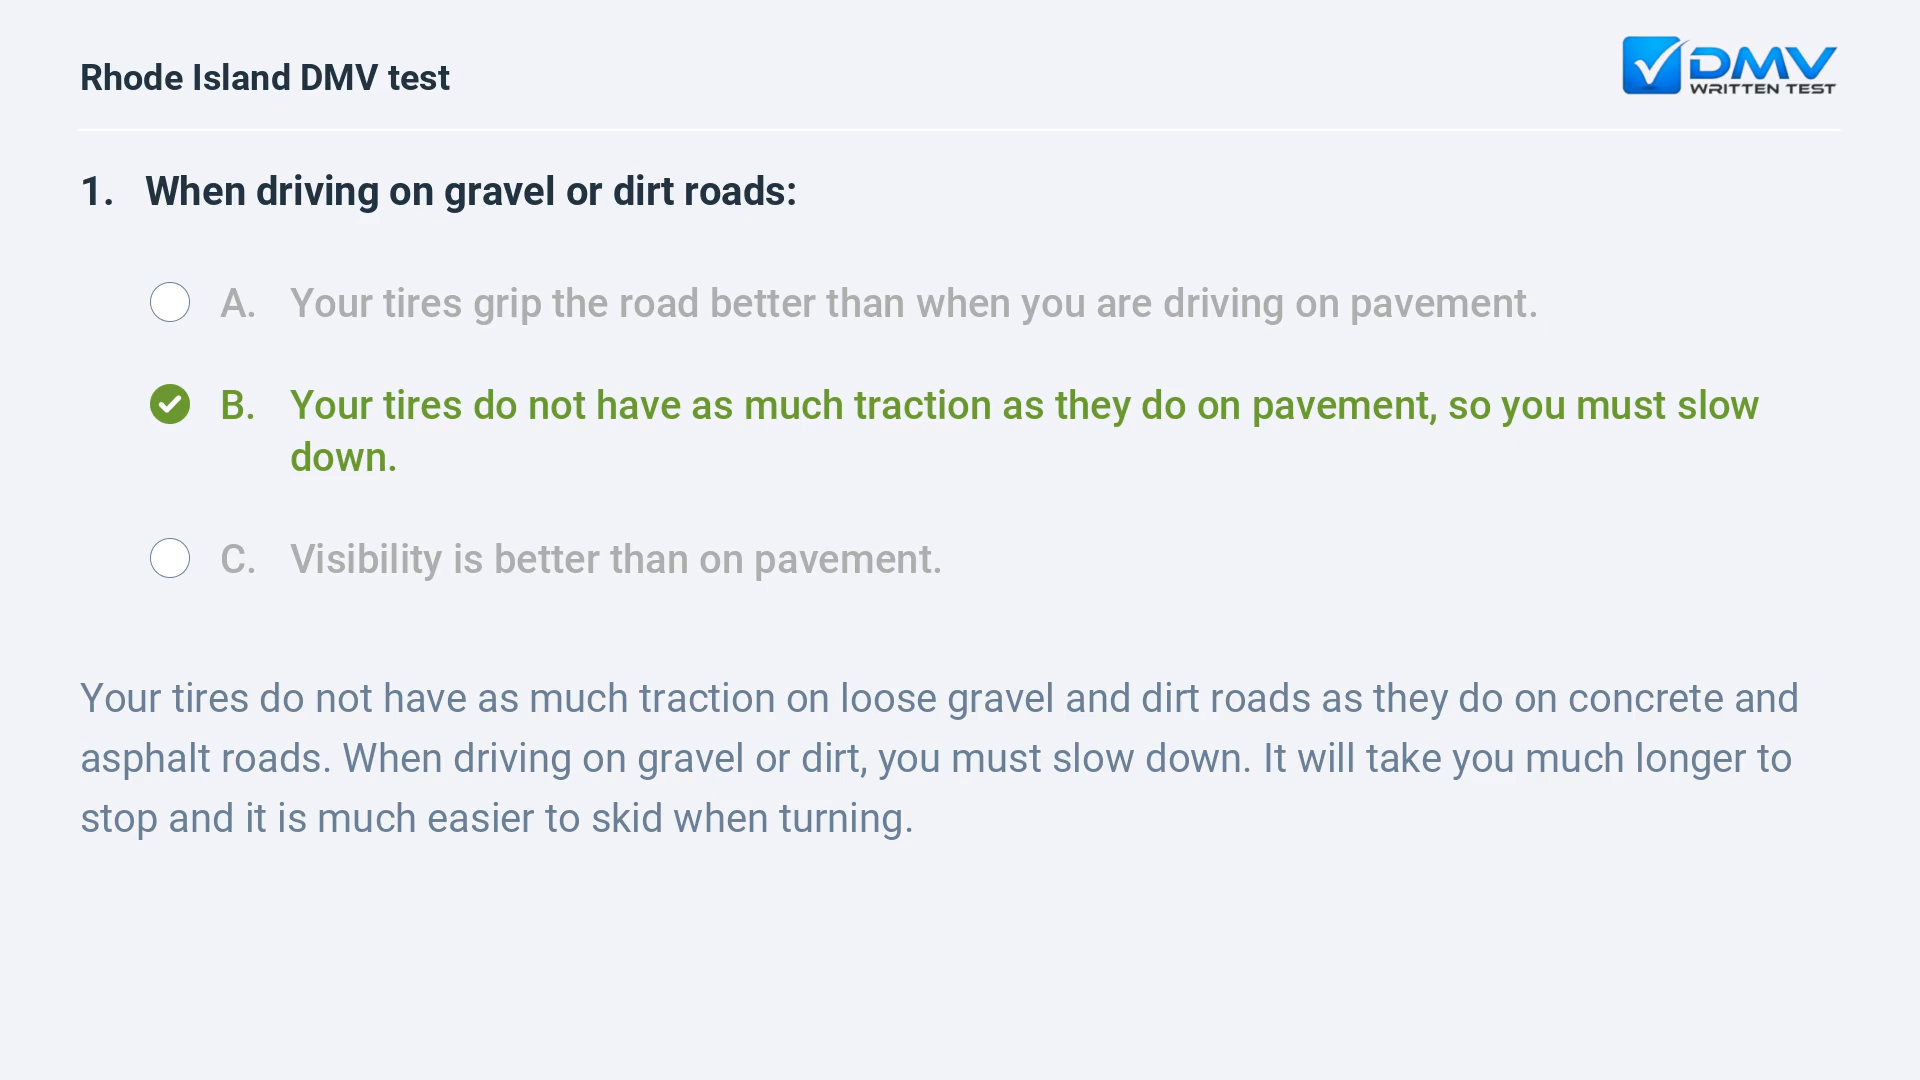 Rhode Island DMV test
DMV
WRITTEN TEST
1. When driving on gravel or dirt roads:
A. Your tires grip the road better than when you are driving on pavement.
B. Your tires do not have as much traction as they do on pavement, so you must slow
down.
C. Visibility is better than on pavement.
Your tires do not have as much traction on loose gravel and dirt roads as they do on concrete and
asphalt roads. When driving on gravel or dirt, you must slow down. It will take you much longer to
stop and it is much easier to skid when turning.